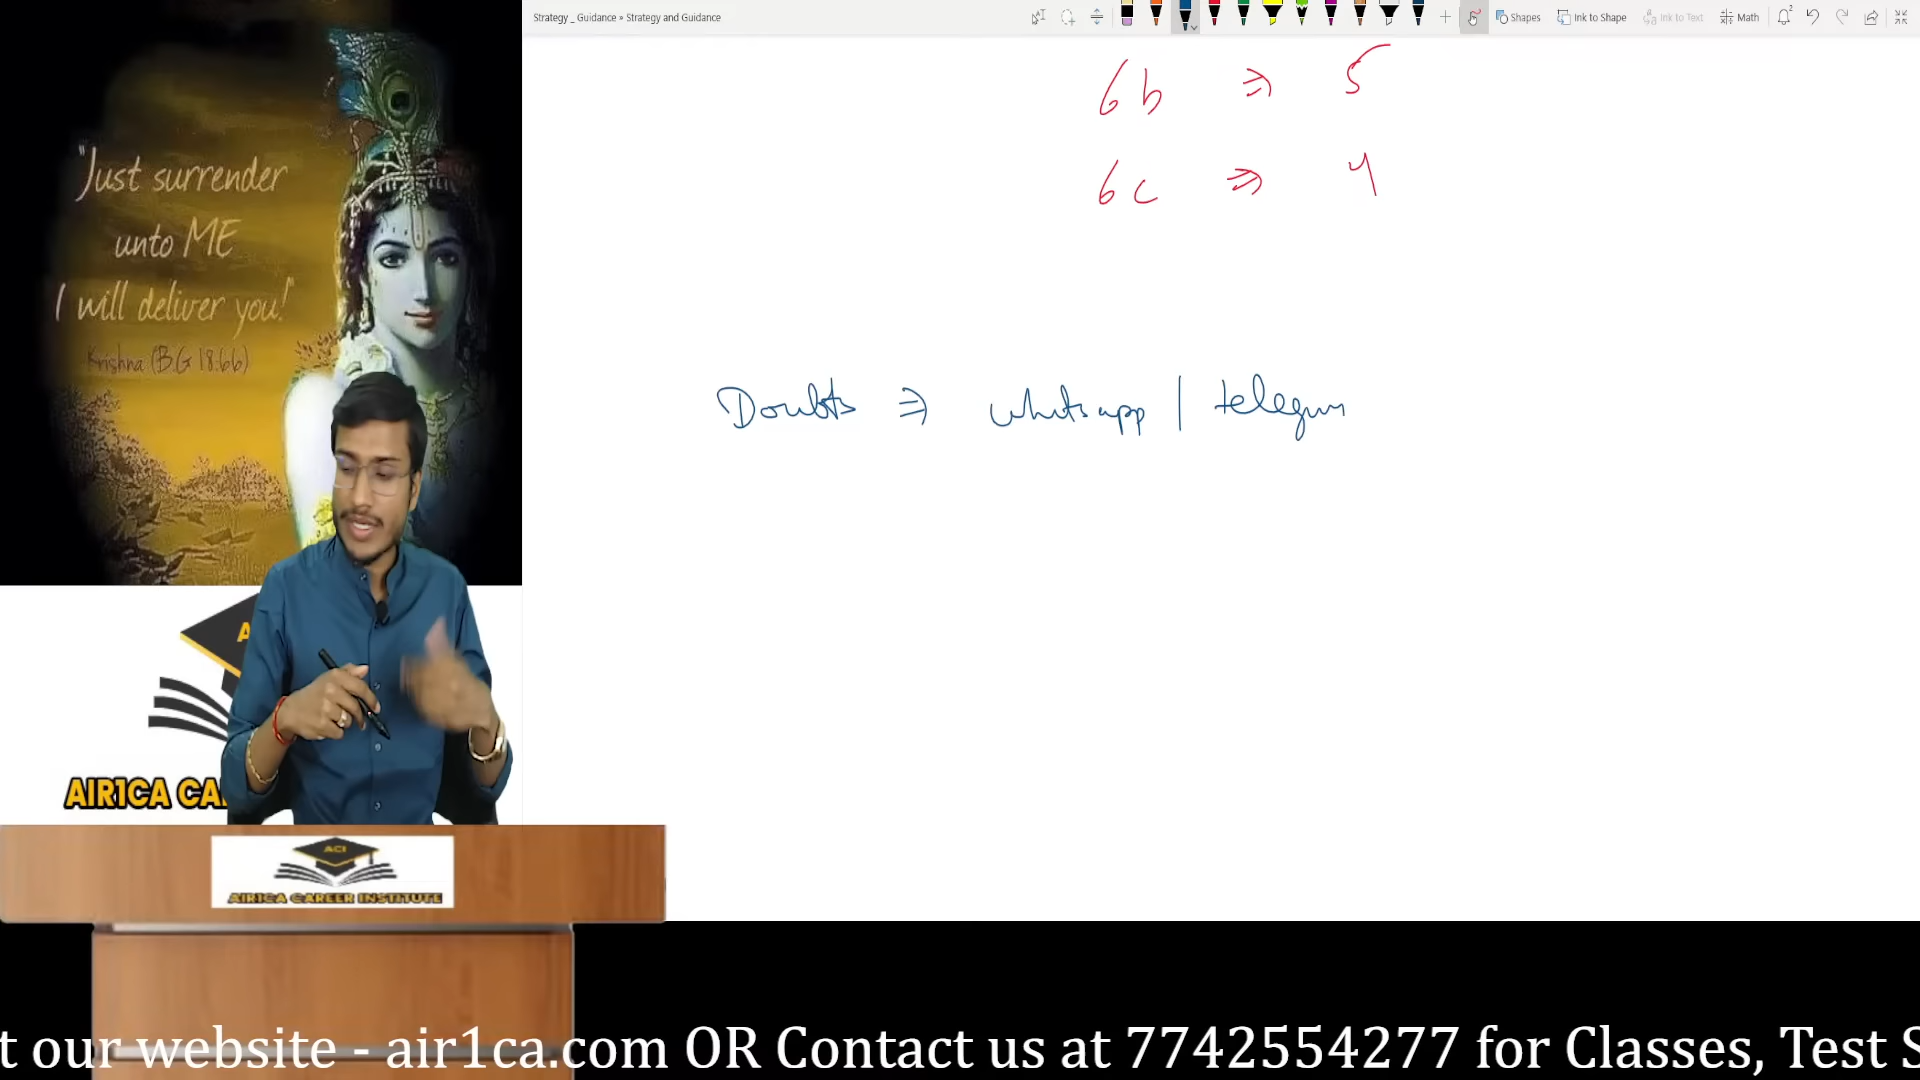 Strategy _ Guidance » Strategy and Guidance
Shapes Ink to Shape Ink to Text Math
6b ⇒ 5
6c ⇒ 4
"Just surrender
unto ME
I will deliver you!"
Krishna (B.G 18:66)
Doubts ⇒ whatsapp | telegram
AIR1CA CA
ACI
AIR1CA CAREER INSTITUTE
t our website - air1ca.com OR Contact us at 7742554277 for Classes, Test S